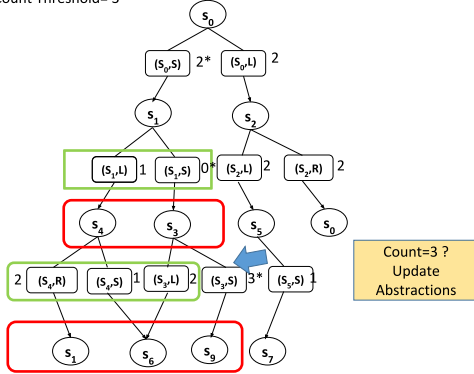 Count Threshold= 3
S0
(S0,S) 2* (S0,L) 2
S1 S2
(S1,L) 1 (S1,S) 0* (S2,L) 2 (S2,R) 2
S4 S3 S5 S0
2 (S4,R) (S4,S) 1 (S3,L) 2 (S3,S) 3* (S5,S) 1
Count=3 ?
Update
Abstractions
S1 S6 S9 S7